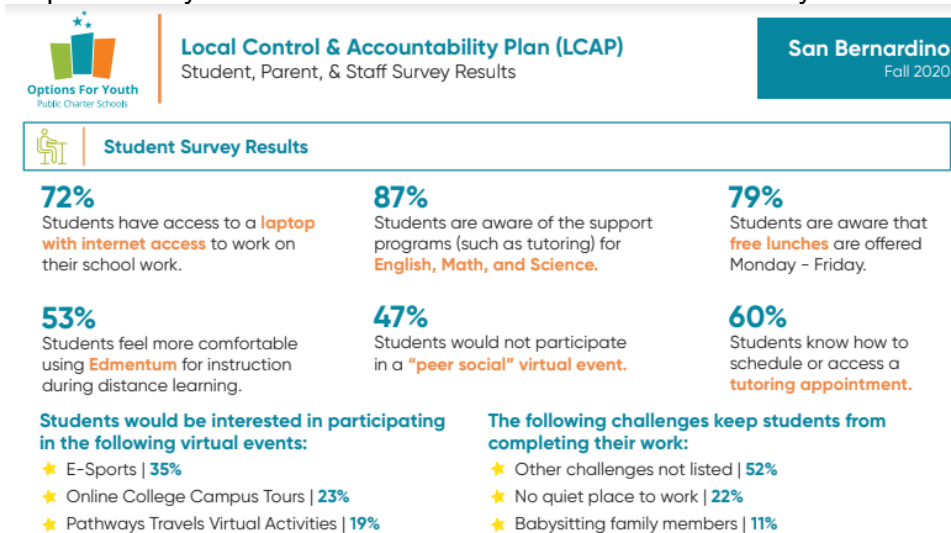 Options For Youth
Public Charter Schools
Local Control & Accountability Plan (LCAP)
Student, Parent, & Staff Survey Results
San Bernardino
Fall 2020
Student Survey Results
72%
Students have access to a laptop
with internet access to work on
their school work.
87%
Students are aware of the support
programs (such as tutoring) for
English, Math, and Science.
79%
Students are aware that
free lunches are offered
Monday - Friday.
53%
Students feel more comfortable
using Edmentum for instruction
during distance learning.
47%
Students would not participate
in a “peer social” virtual event.
60%
Students know how to
schedule or access a
tutoring appointment.
Students would be interested in participating
in the following virtual events:
E-Sports | 35%
Online College Campus Tours | 23%
Pathways Travels Virtual Activities | 19%
The following challenges keep students from
completing their work:
Other challenges not listed | 52%
No quiet place to work | 22%
Babysitting family members | 11%